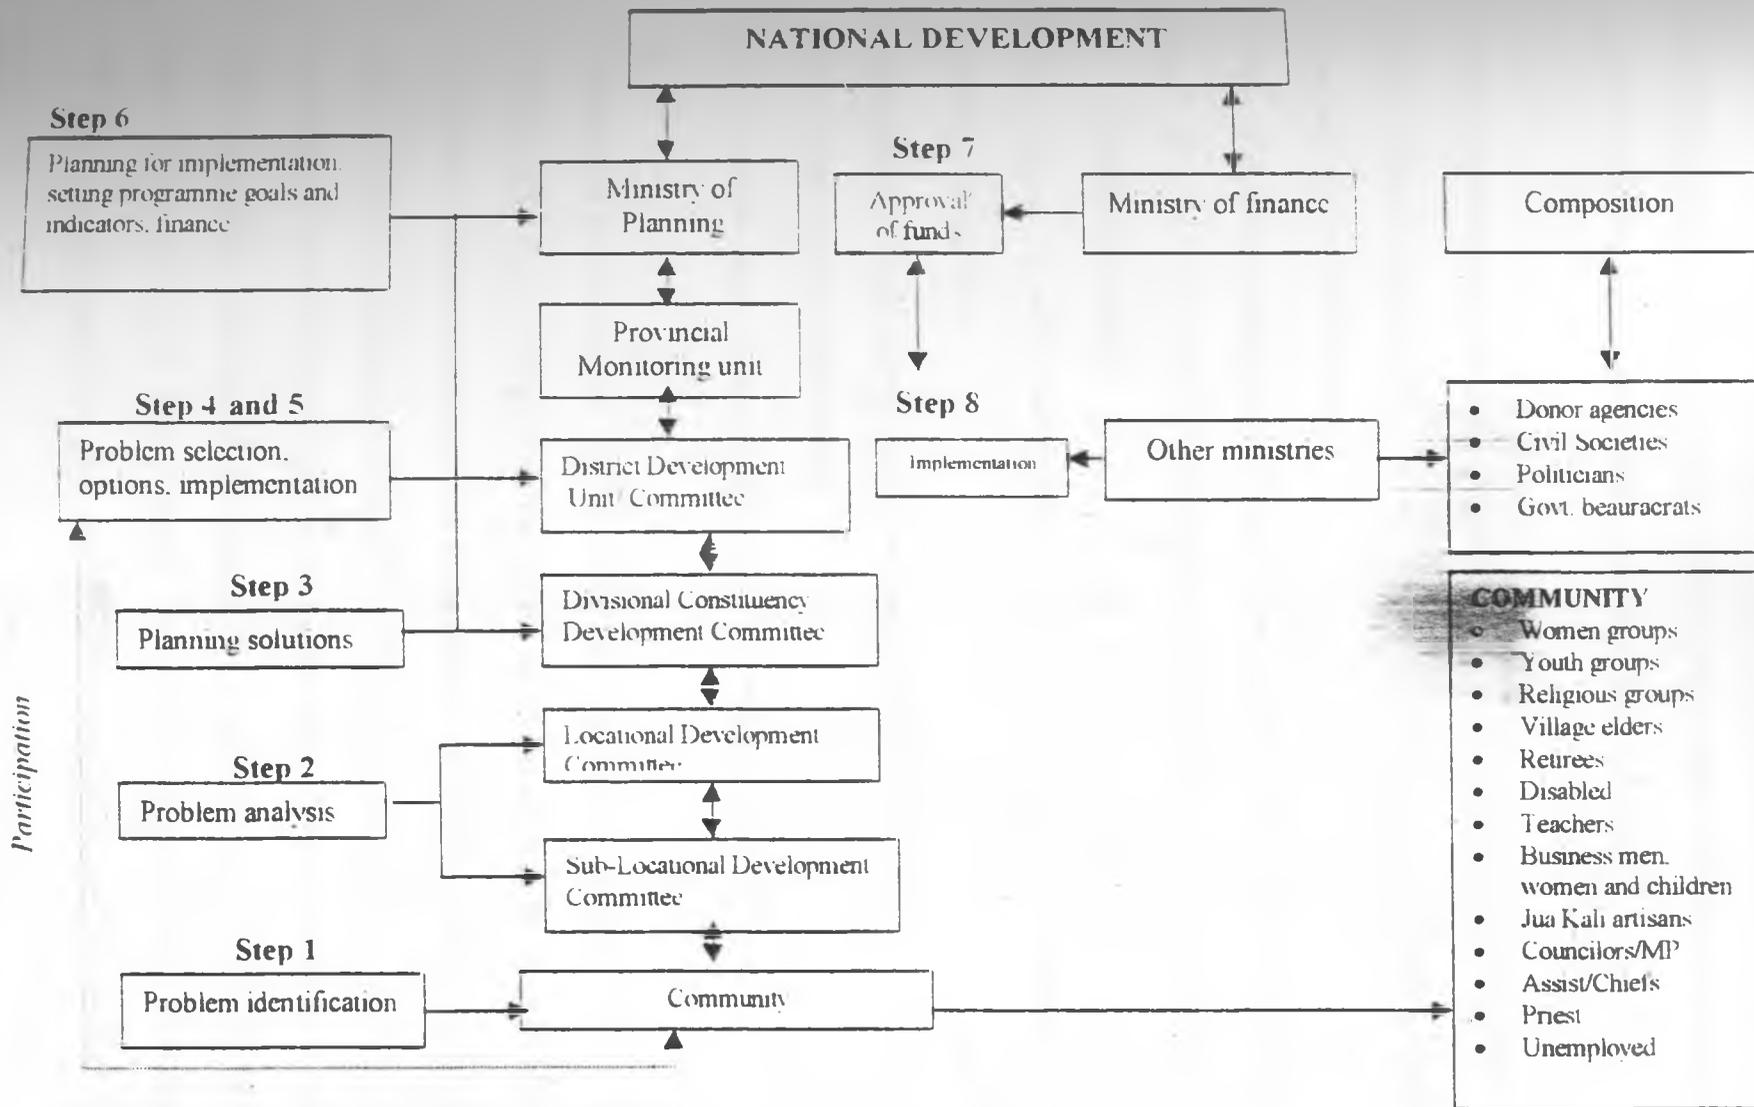 NATIONAL DEVELOPMENT
Step 6
Planning for implementation.
setting programme goals and
indicators. finance
Ministry of
Planning
Step 7
Approval
of funds
Ministry of finance
Composition
Provincial
Monitoring unit
Step 4 and 5
Problem selection.
options. implementation
District Development
Unit/ Committee
Step 8
Implementation
Other ministries
• Donor agencies
• Civil Societies
• Politicians
• Govt. beauracrats
Step 3
Planning solutions
Divisional Constituency
Development Committee
Participation
Step 2
Problem analysis
Locational Development
Committee
Sub-Locational Development
Committee
Step 1
Problem identification
Community
COMMUNITY
• Women groups
• Youth groups
• Religious groups
• Village elders
• Retirees
• Disabled
• Teachers
• Business men.
women and children
• Jua Kali artisans
• Councilors/MP
• Assist/Chiefs
• Priest
• Unemployed